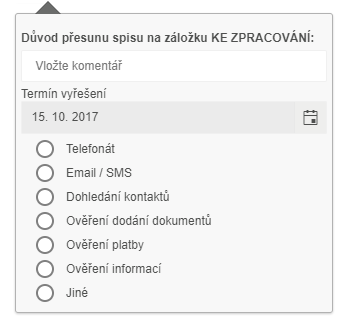 Důvod přesunu spisu na záložku KE ZPRACOVÁNÍ:
Vložte komentář
Termín vyřešení
15. 10. 2017
Telefonát
Email / SMS
Dohledání kontaktů
Ověření dodání dokumentů
Ověření platby
Ověření informací
Jiné